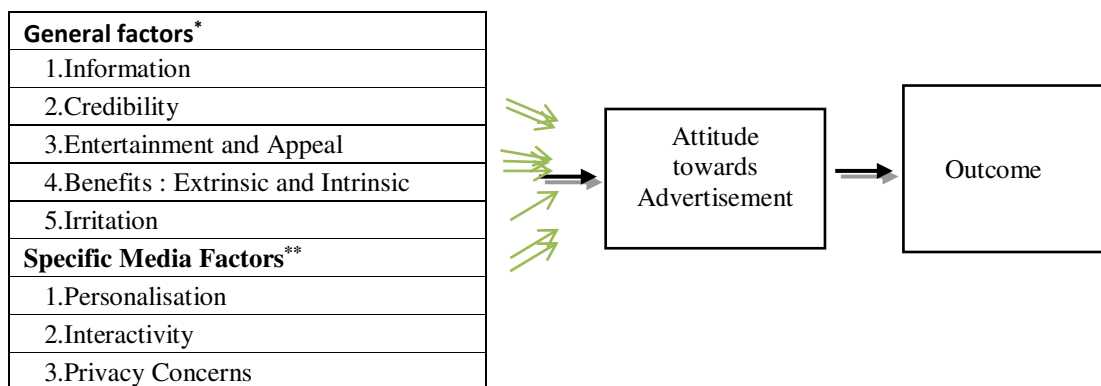 General factors*
1.Information
2.Credibility
3.Entertainment and Appeal
4.Benefits : Extrinsic and Intrinsic
5.Irritation
Specific Media Factors**
1.Personalisation
2.Interactivity
3.Privacy Concerns
Attitude
towards
Advertisement
Outcome